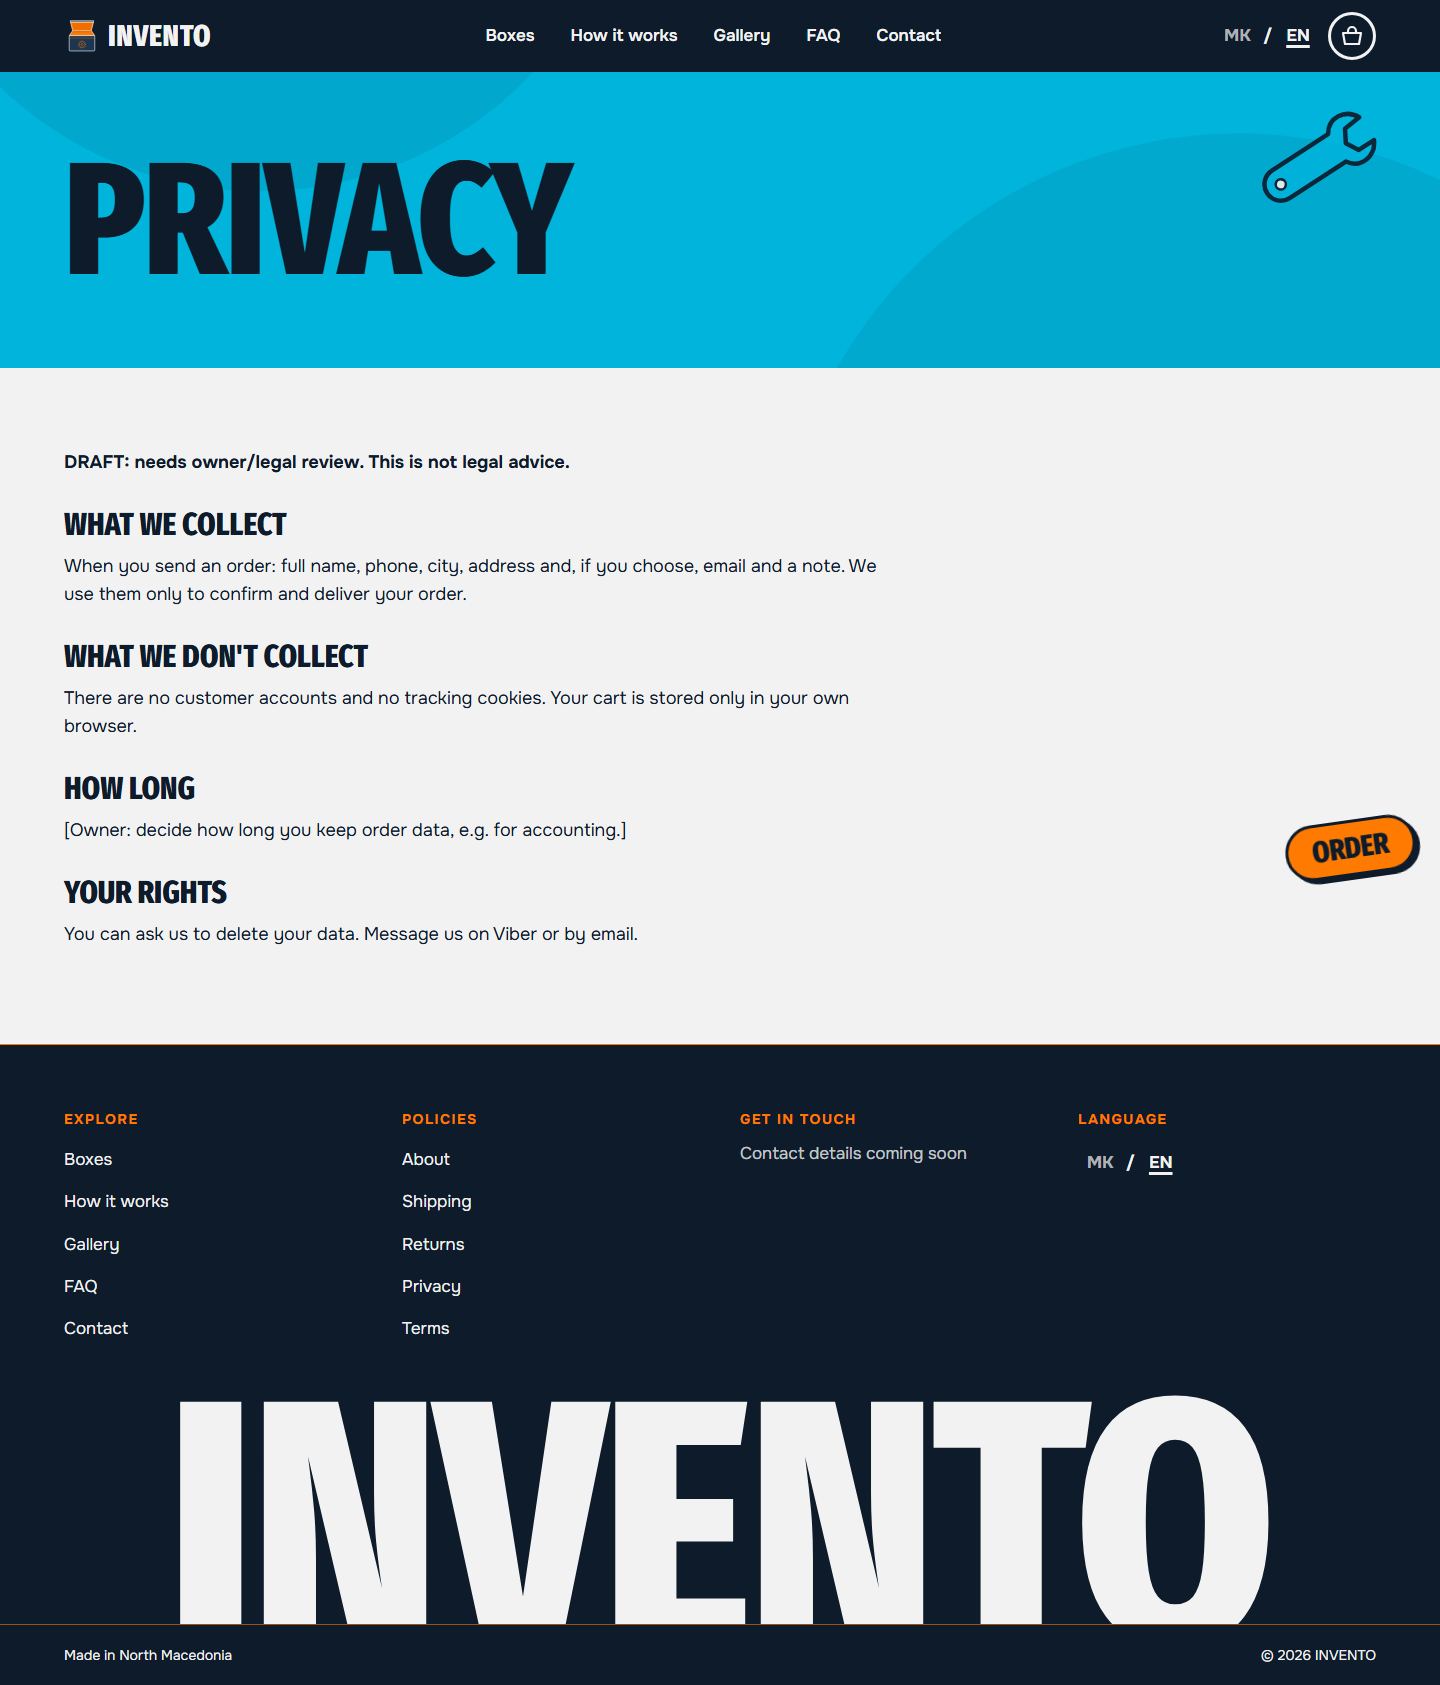 INVENTO
Boxes
How it works
Gallery
FAQ
Contact
MK / EN
PRIVACY
DRAFT: needs owner/legal review. This is not legal advice.
WHAT WE COLLECT
When you send an order: full name, phone, city, address and, if you choose, email and a note. We
use them only to confirm and deliver your order.
WHAT WE DON'T COLLECT
There are no customer accounts and no tracking cookies. Your cart is stored only in your own
browser.
HOW LONG
[Owner: decide how long you keep order data, e.g. for accounting.]
ORDER
YOUR RIGHTS
You can ask us to delete your data. Message us on Viber or by email.
EXPLORE
Boxes
How it works
Gallery
FAQ
Contact
POLICIES
About
Shipping
Returns
Privacy
Terms
GET IN TOUCH
Contact details coming soon
LANGUAGE
MK / EN
INVENTO
Made in North Macedonia
© 2026 INVENTO